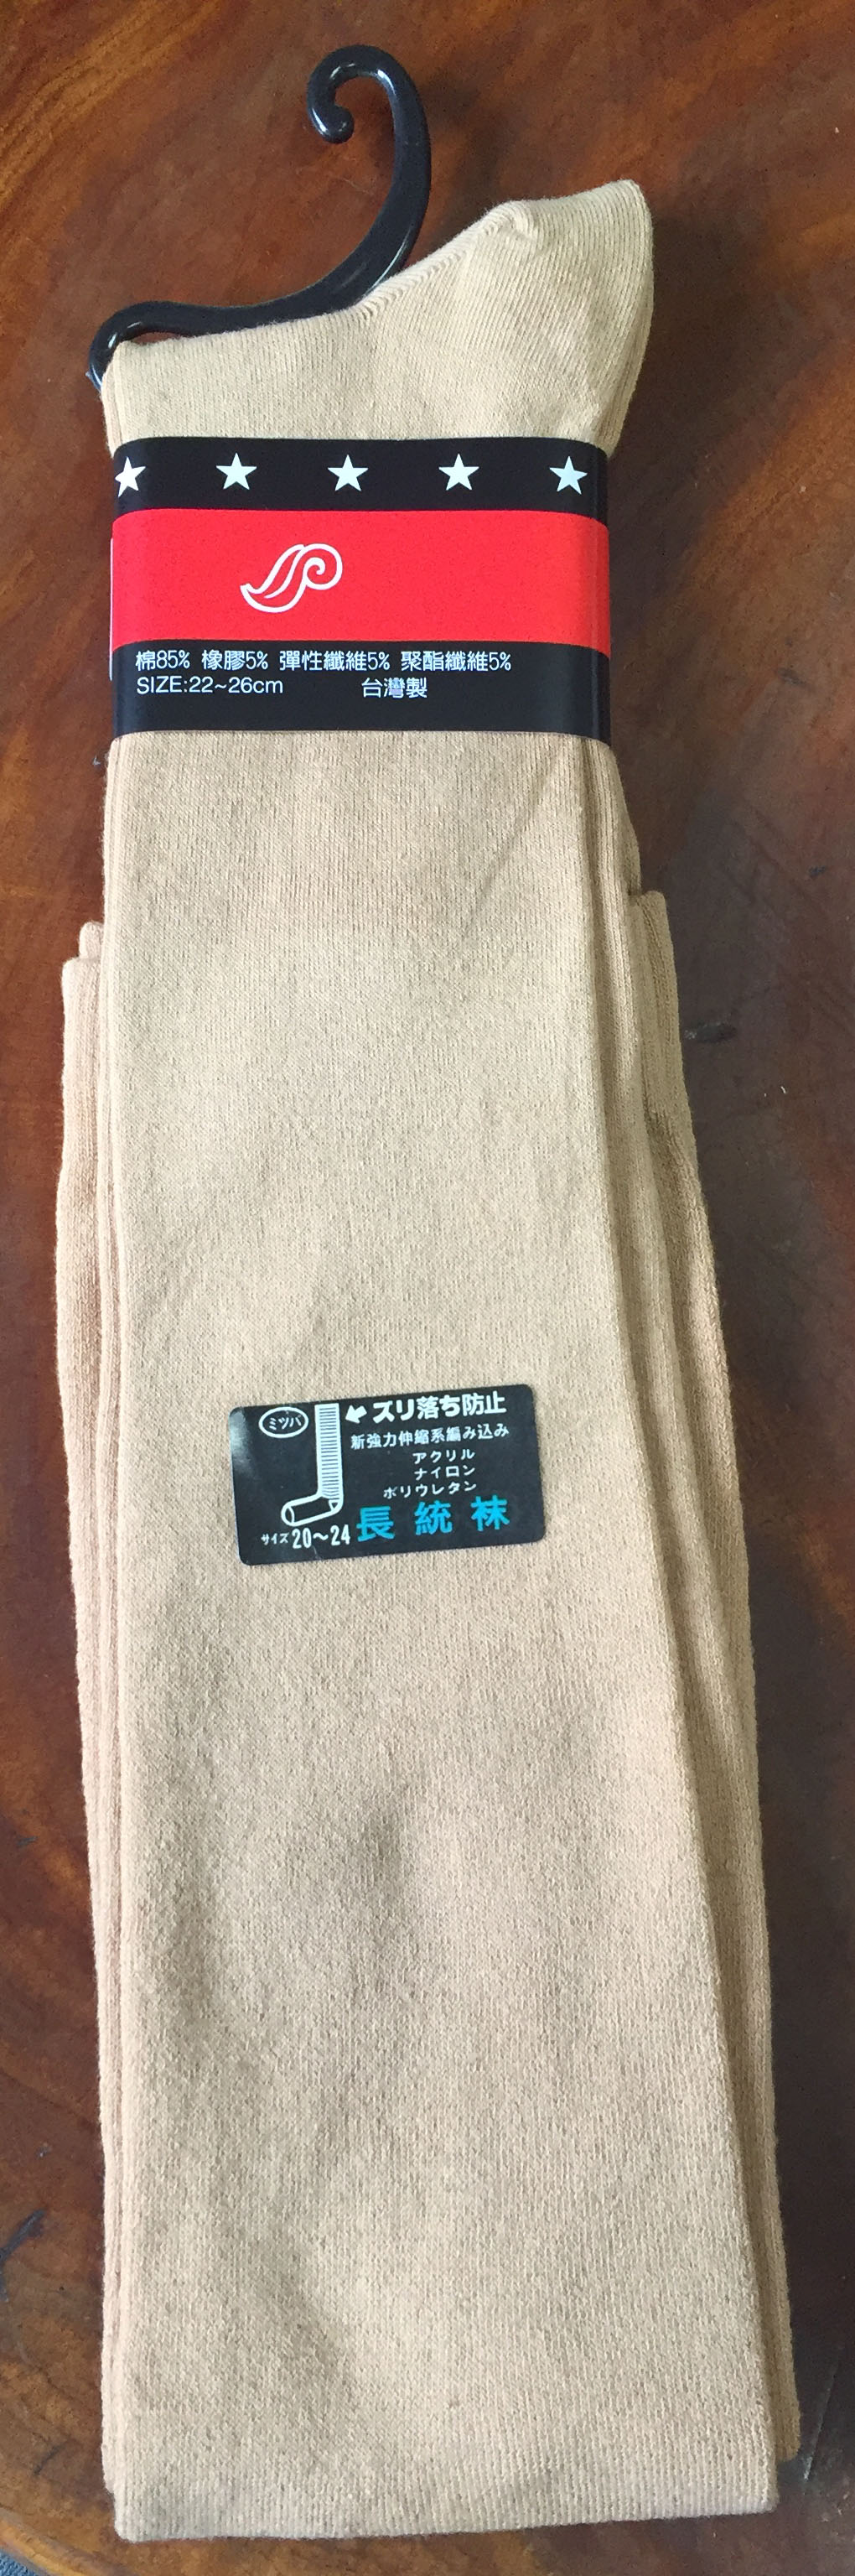 棉85% 橡膠5% 彈性纖維5% 聚酯纖維5%
SIZE:22~26cm 台灣製
ミツバ
ズリ落ち防止
新強力伸縮系編み込み
アクリル
ナイロン
ポリウレタン
サイズ 20〜24 長統袜